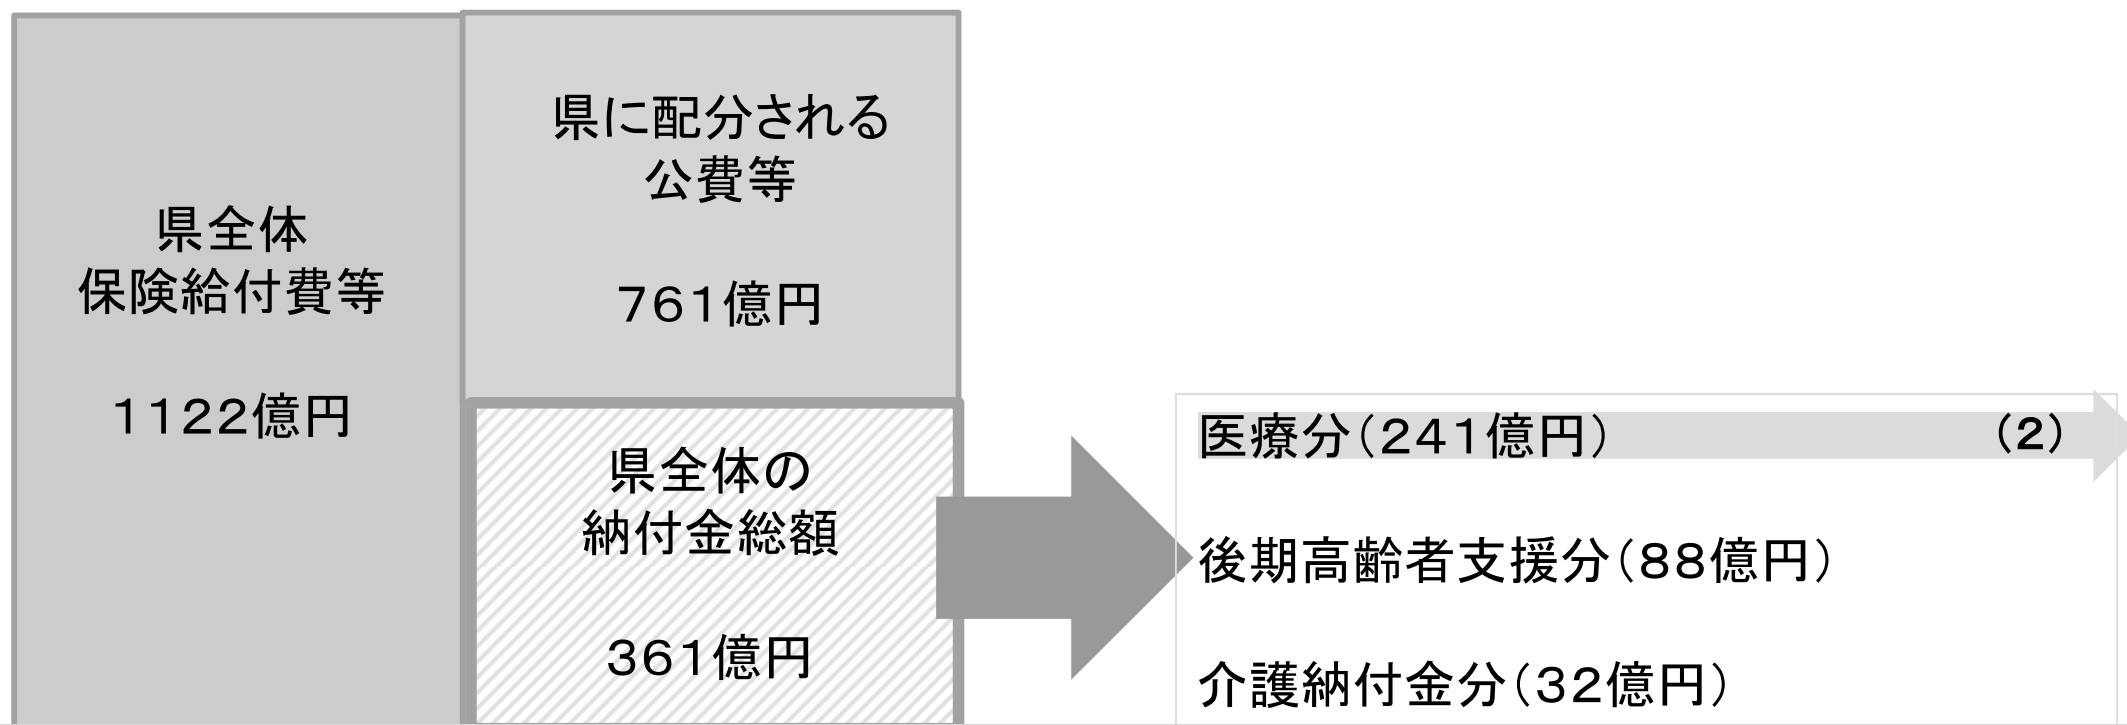 県全体
保険給付費等
1122億円
県に配分される
公費等
761億円
県全体の
納付金総額
361億円
医療分(241億円) (2)
後期高齢者支援分(88億円)
介護納付金分(32億円)